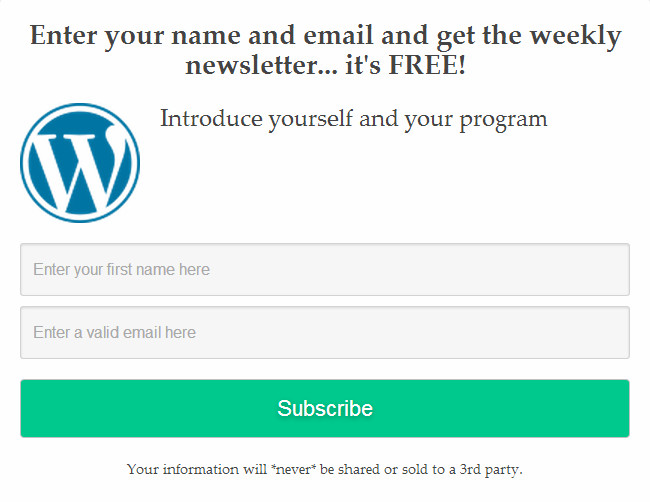 Enter your name and email and get the weekly
newsletter... it's FREE!
Introduce yourself and your program
Enter your first name here
Enter a valid email here
Subscribe
Your information will *never* be shared or sold to a 3rd party.